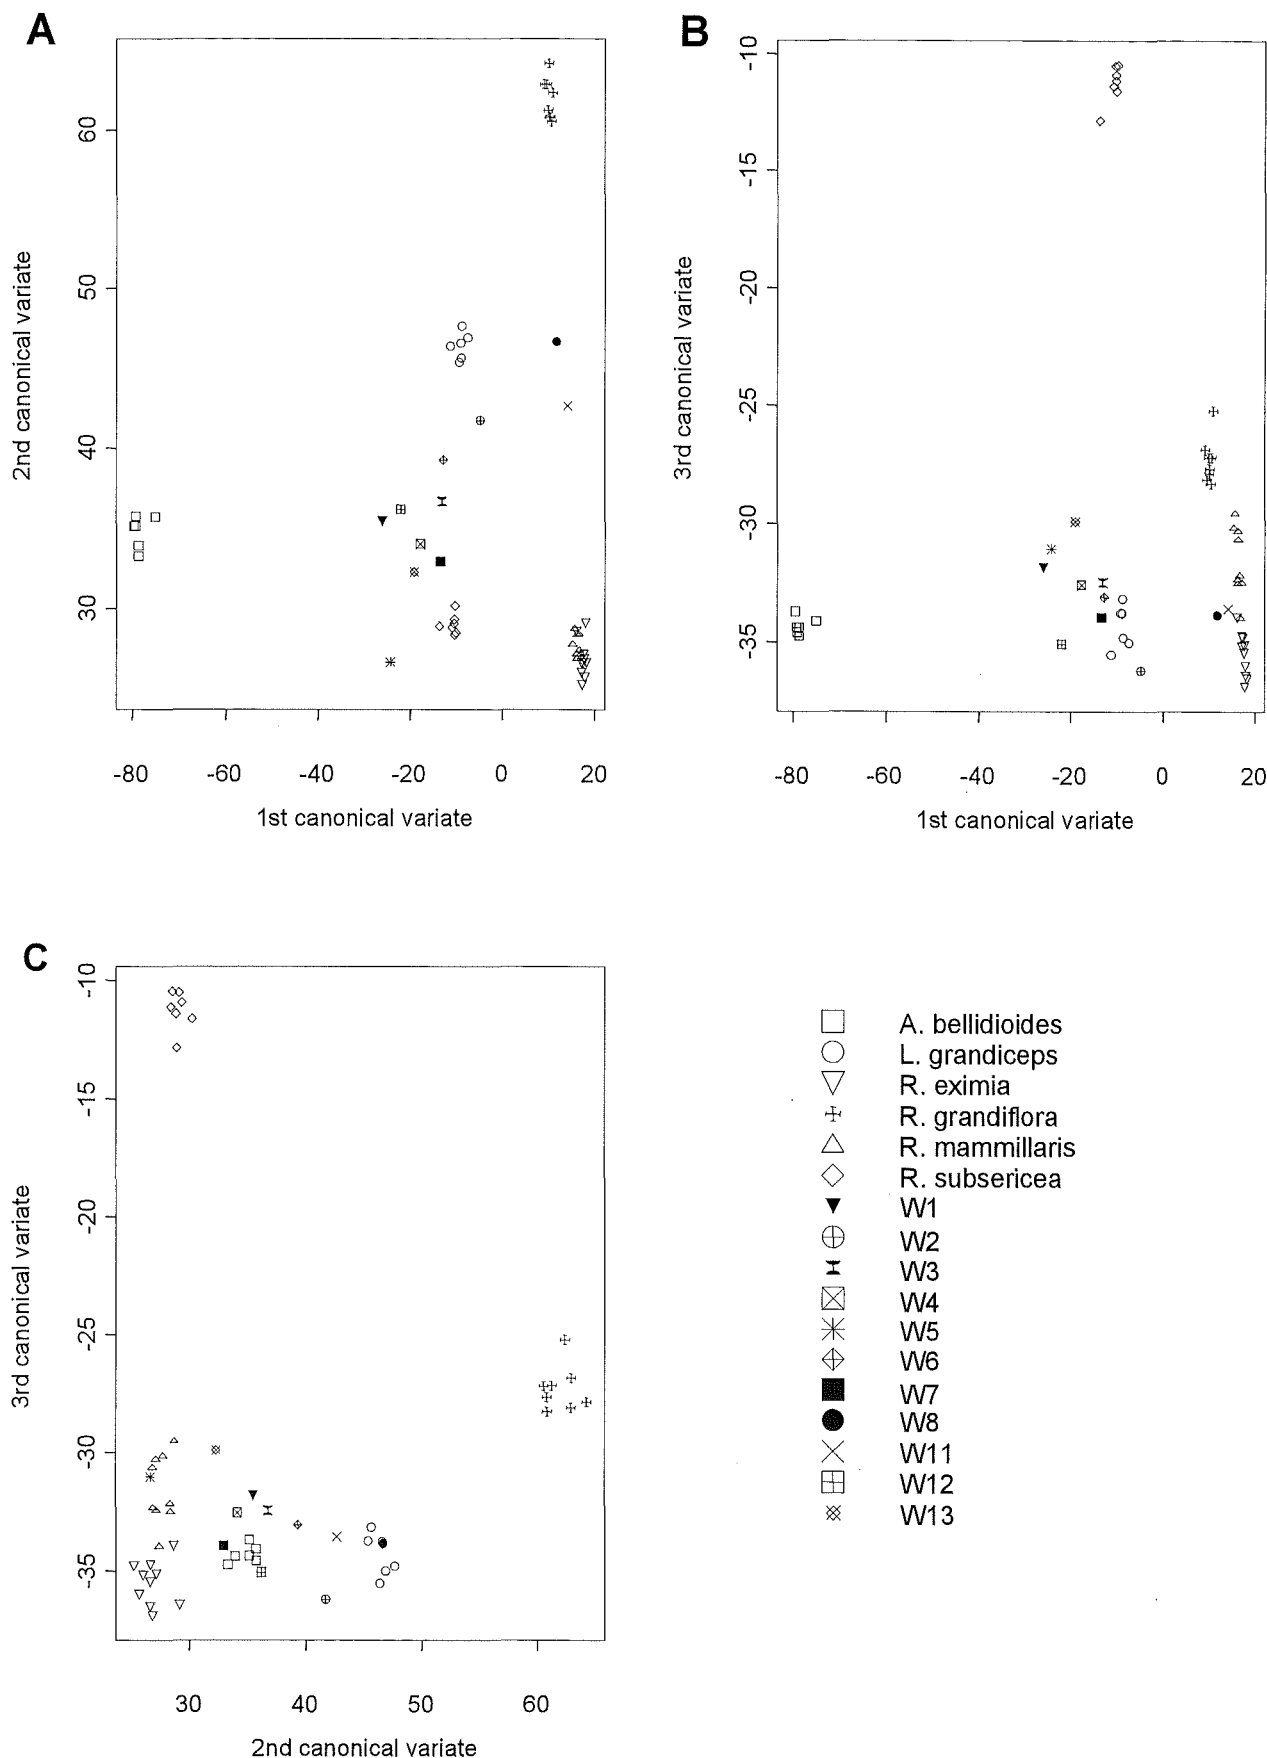 A
60
50
40
30
2nd canonical variate
-80 -60 -40 -20 0 20
1st canonical variate
B
-10
-15
-20
-25
-30
-35
3rd canonical variate
-80 -60 -40 -20 0 20
1st canonical variate
C
-10
-15
-20
-25
-30
-35
3rd canonical variate
30 40 50 60
2nd canonical variate
A. bellidioides
L. grandiceps
R. eximia
R. grandiflora
R. mammillaris
R. subsericea
W1
W2
W3
W4
W5
W6
W7
W8
W11
W12
W13